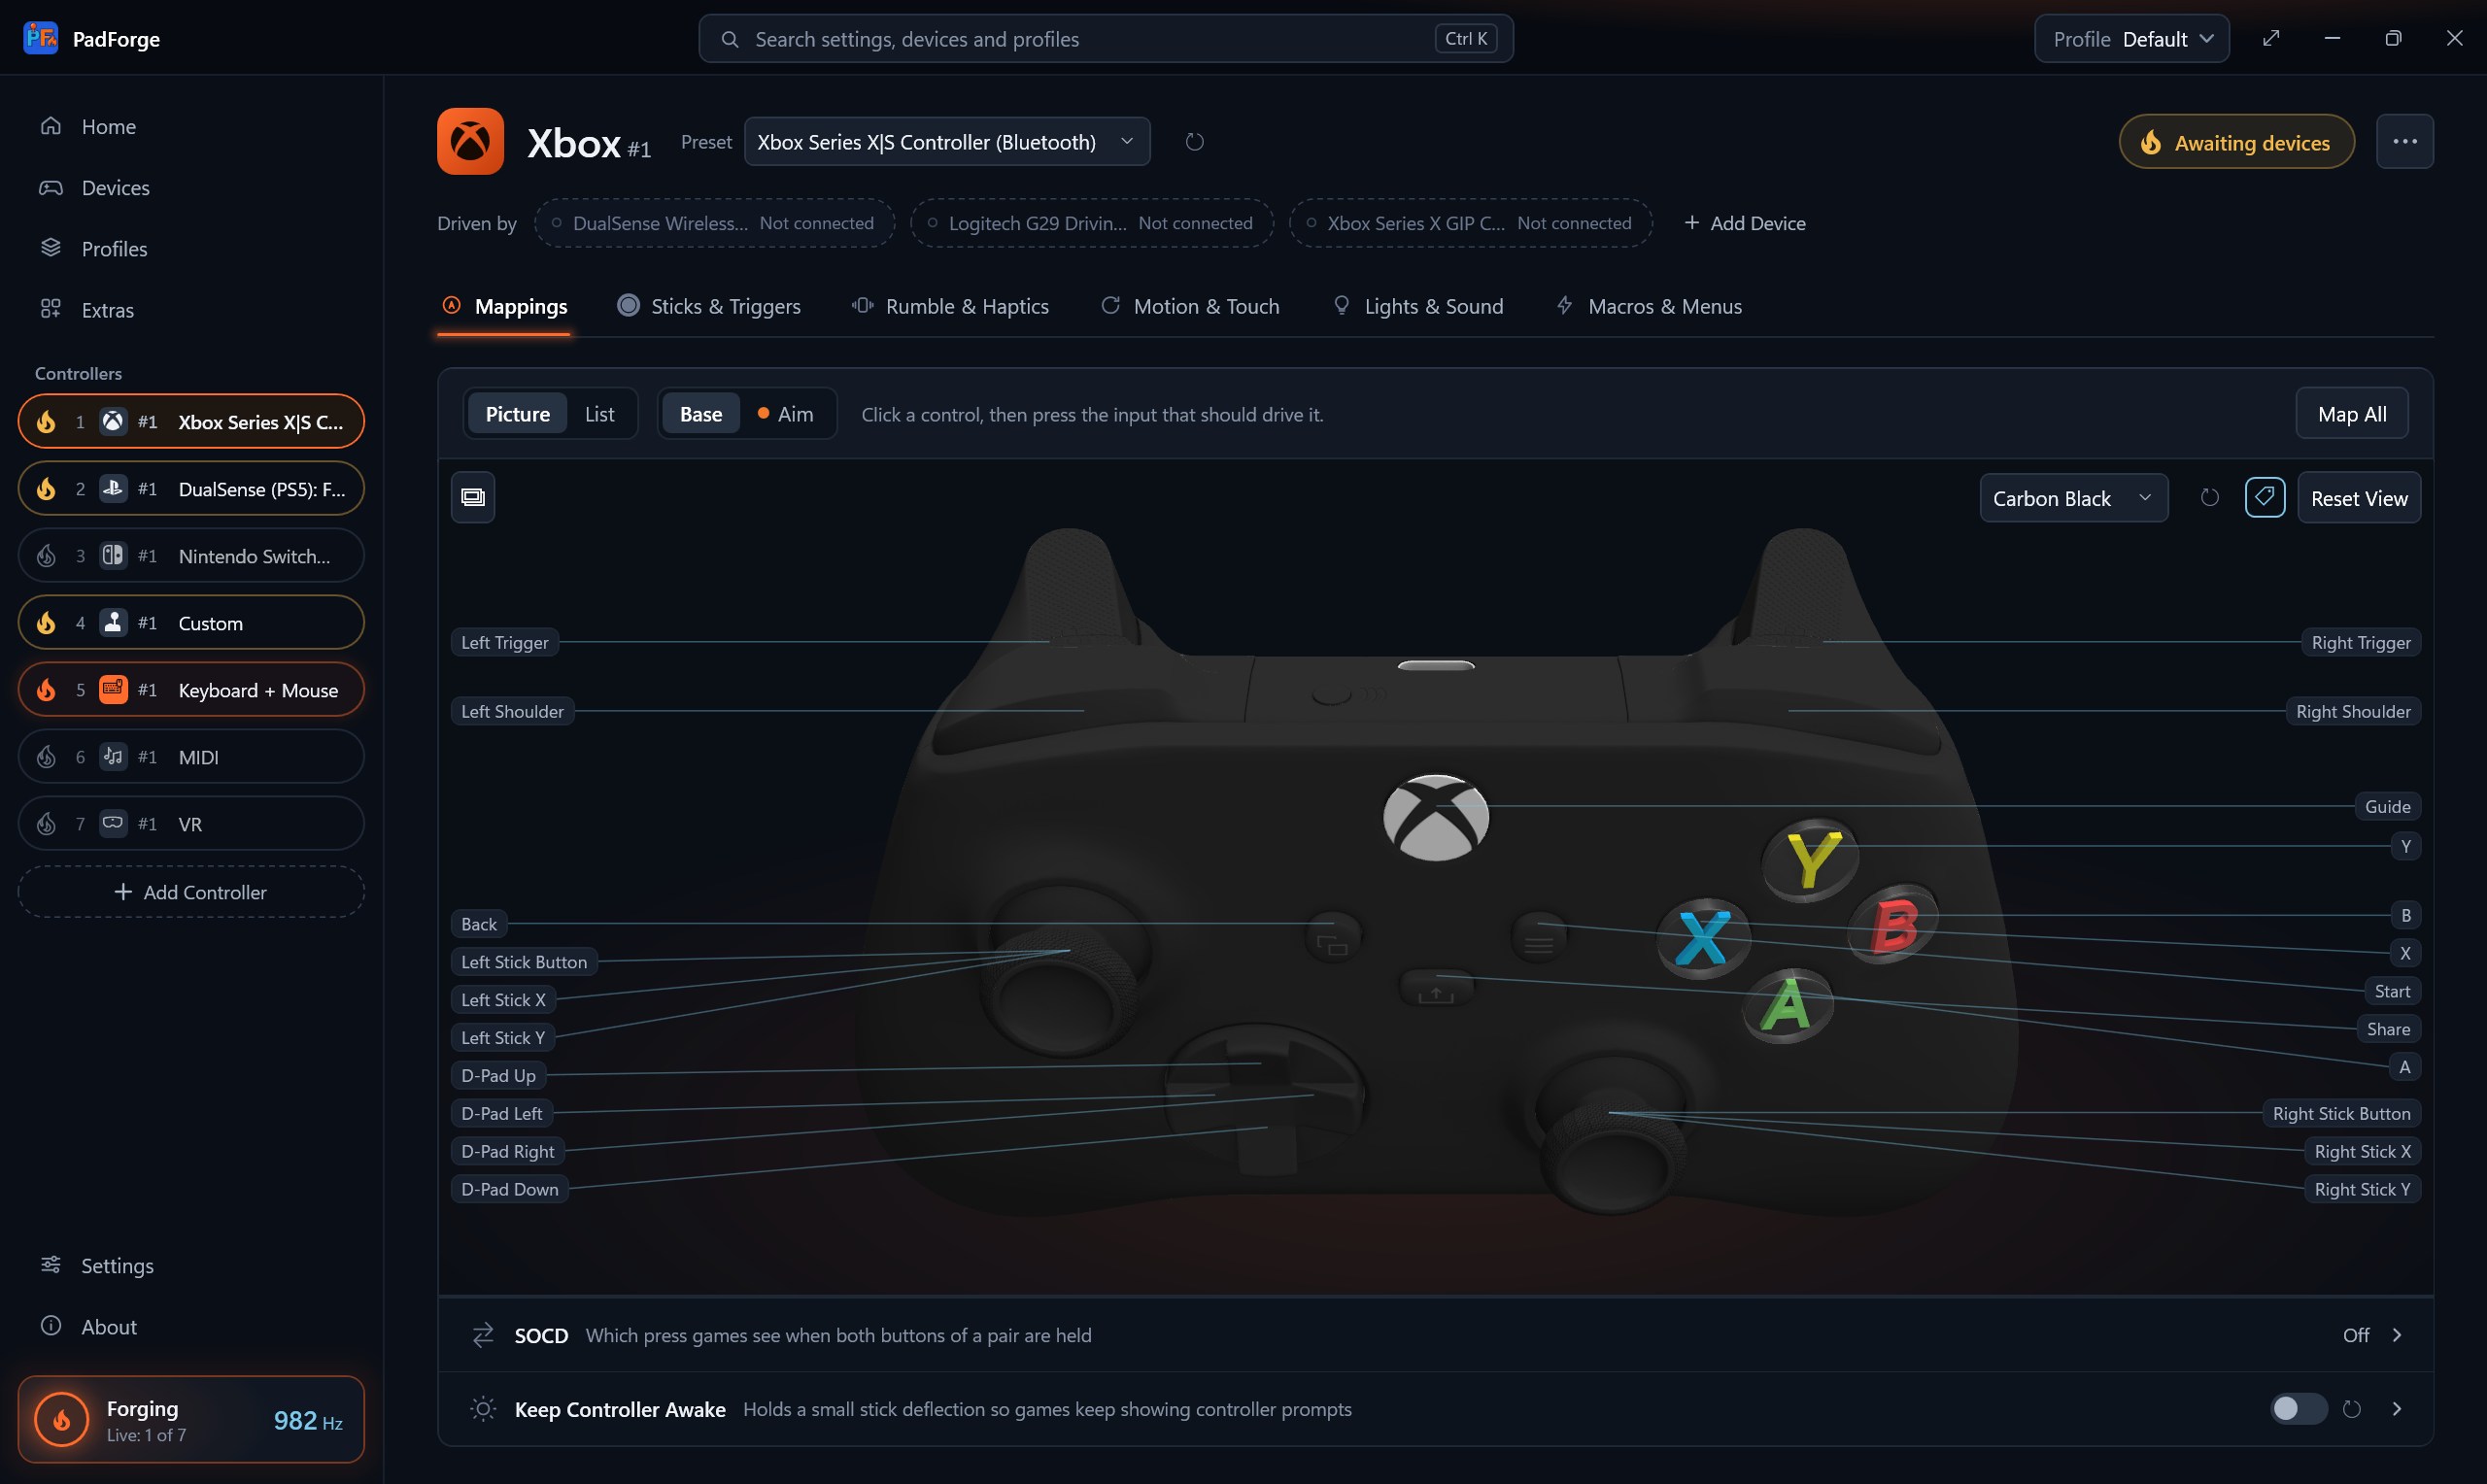 PF PadForge
Search settings, devices and profiles Ctrl K
Profile Default
Home
Devices
Profiles
Extras
Controllers
1 #1 Xbox Series X|S C...
2 #1 DualSense (PS5): F...
3 #1 Nintendo Switch...
4 #1 Custom
5 #1 Keyboard + Mouse
6 #1 MIDI
7 #1 VR
+ Add Controller
Settings
About
Forging
Live: 1 of 7
982 Hz
Xbox #1 Preset Xbox Series X|S Controller (Bluetooth)
Awaiting devices
Driven by DualSense Wireless... Not connected Logitech G29 Drivin... Not connected Xbox Series X GIP C... Not connected + Add Device
Mappings Sticks & Triggers Rumble & Haptics Motion & Touch Lights & Sound Macros & Menus
Picture List Base Aim Click a control, then press the input that should drive it. Map All
Carbon Black Reset View
Left Trigger
Left Shoulder
Back
Left Stick Button
Left Stick X
Left Stick Y
D-Pad Up
D-Pad Left
D-Pad Right
D-Pad Down
Y
X
B
A
Right Trigger
Right Shoulder
Guide
Y
B
X
Start
Share
A
Right Stick Button
Right Stick X
Right Stick Y
SOCD Which press games see when both buttons of a pair are held Off
Keep Controller Awake Holds a small stick deflection so games keep showing controller prompts